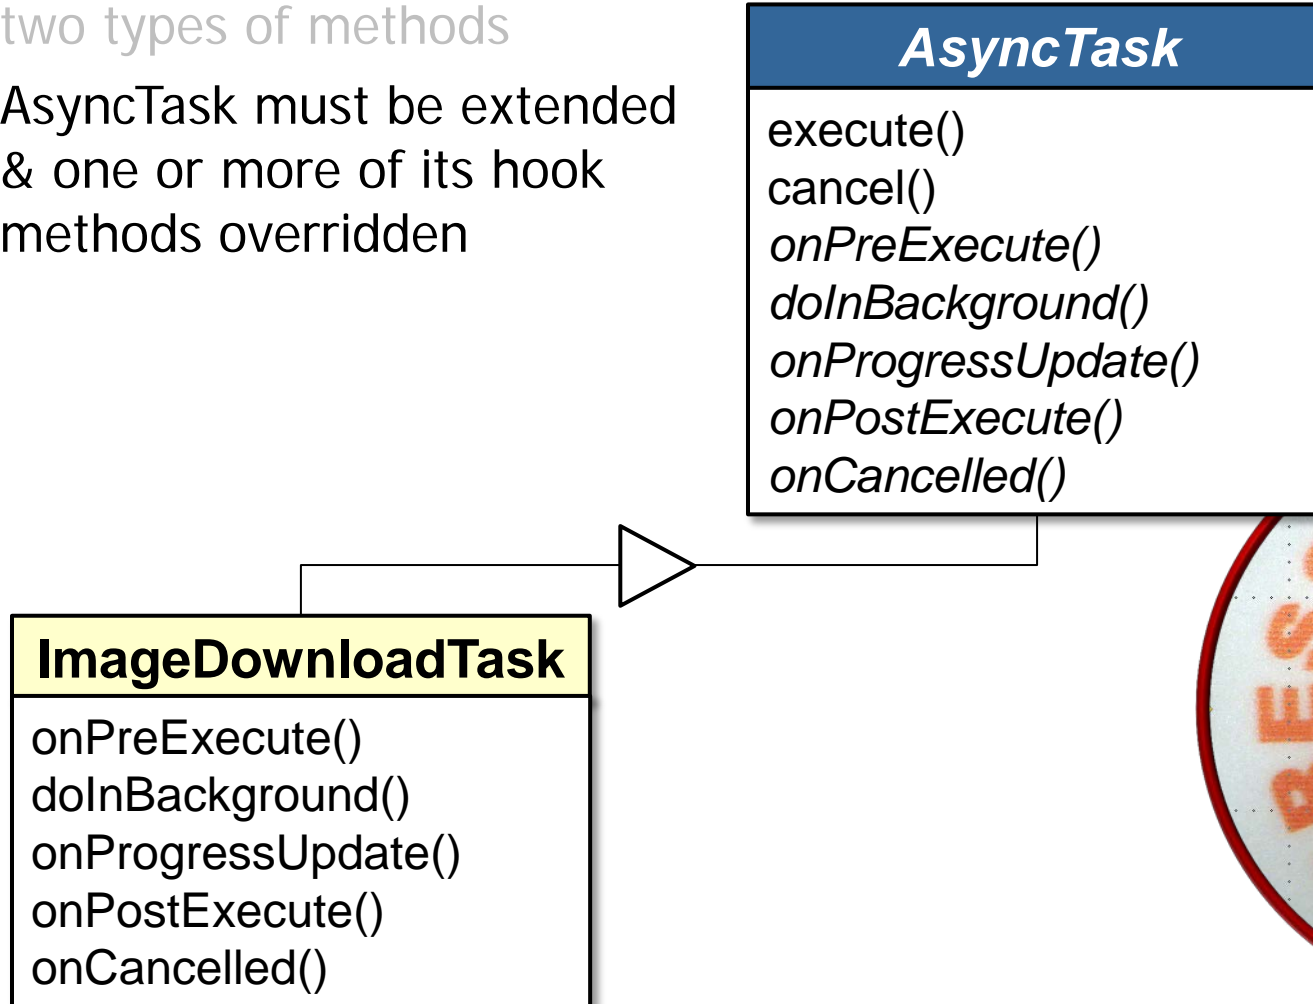 two types of methods
AsyncTask must be extended
& one or more of its hook
methods overridden
AsyncTask
execute()
cancel()
onPreExecute()
doInBackground()
onProgressUpdate()
onPostExecute()
onCancelled()
ImageDownloadTask
onPreExecute()
doInBackground()
onProgressUpdate()
onPostExecute()
onCancelled()